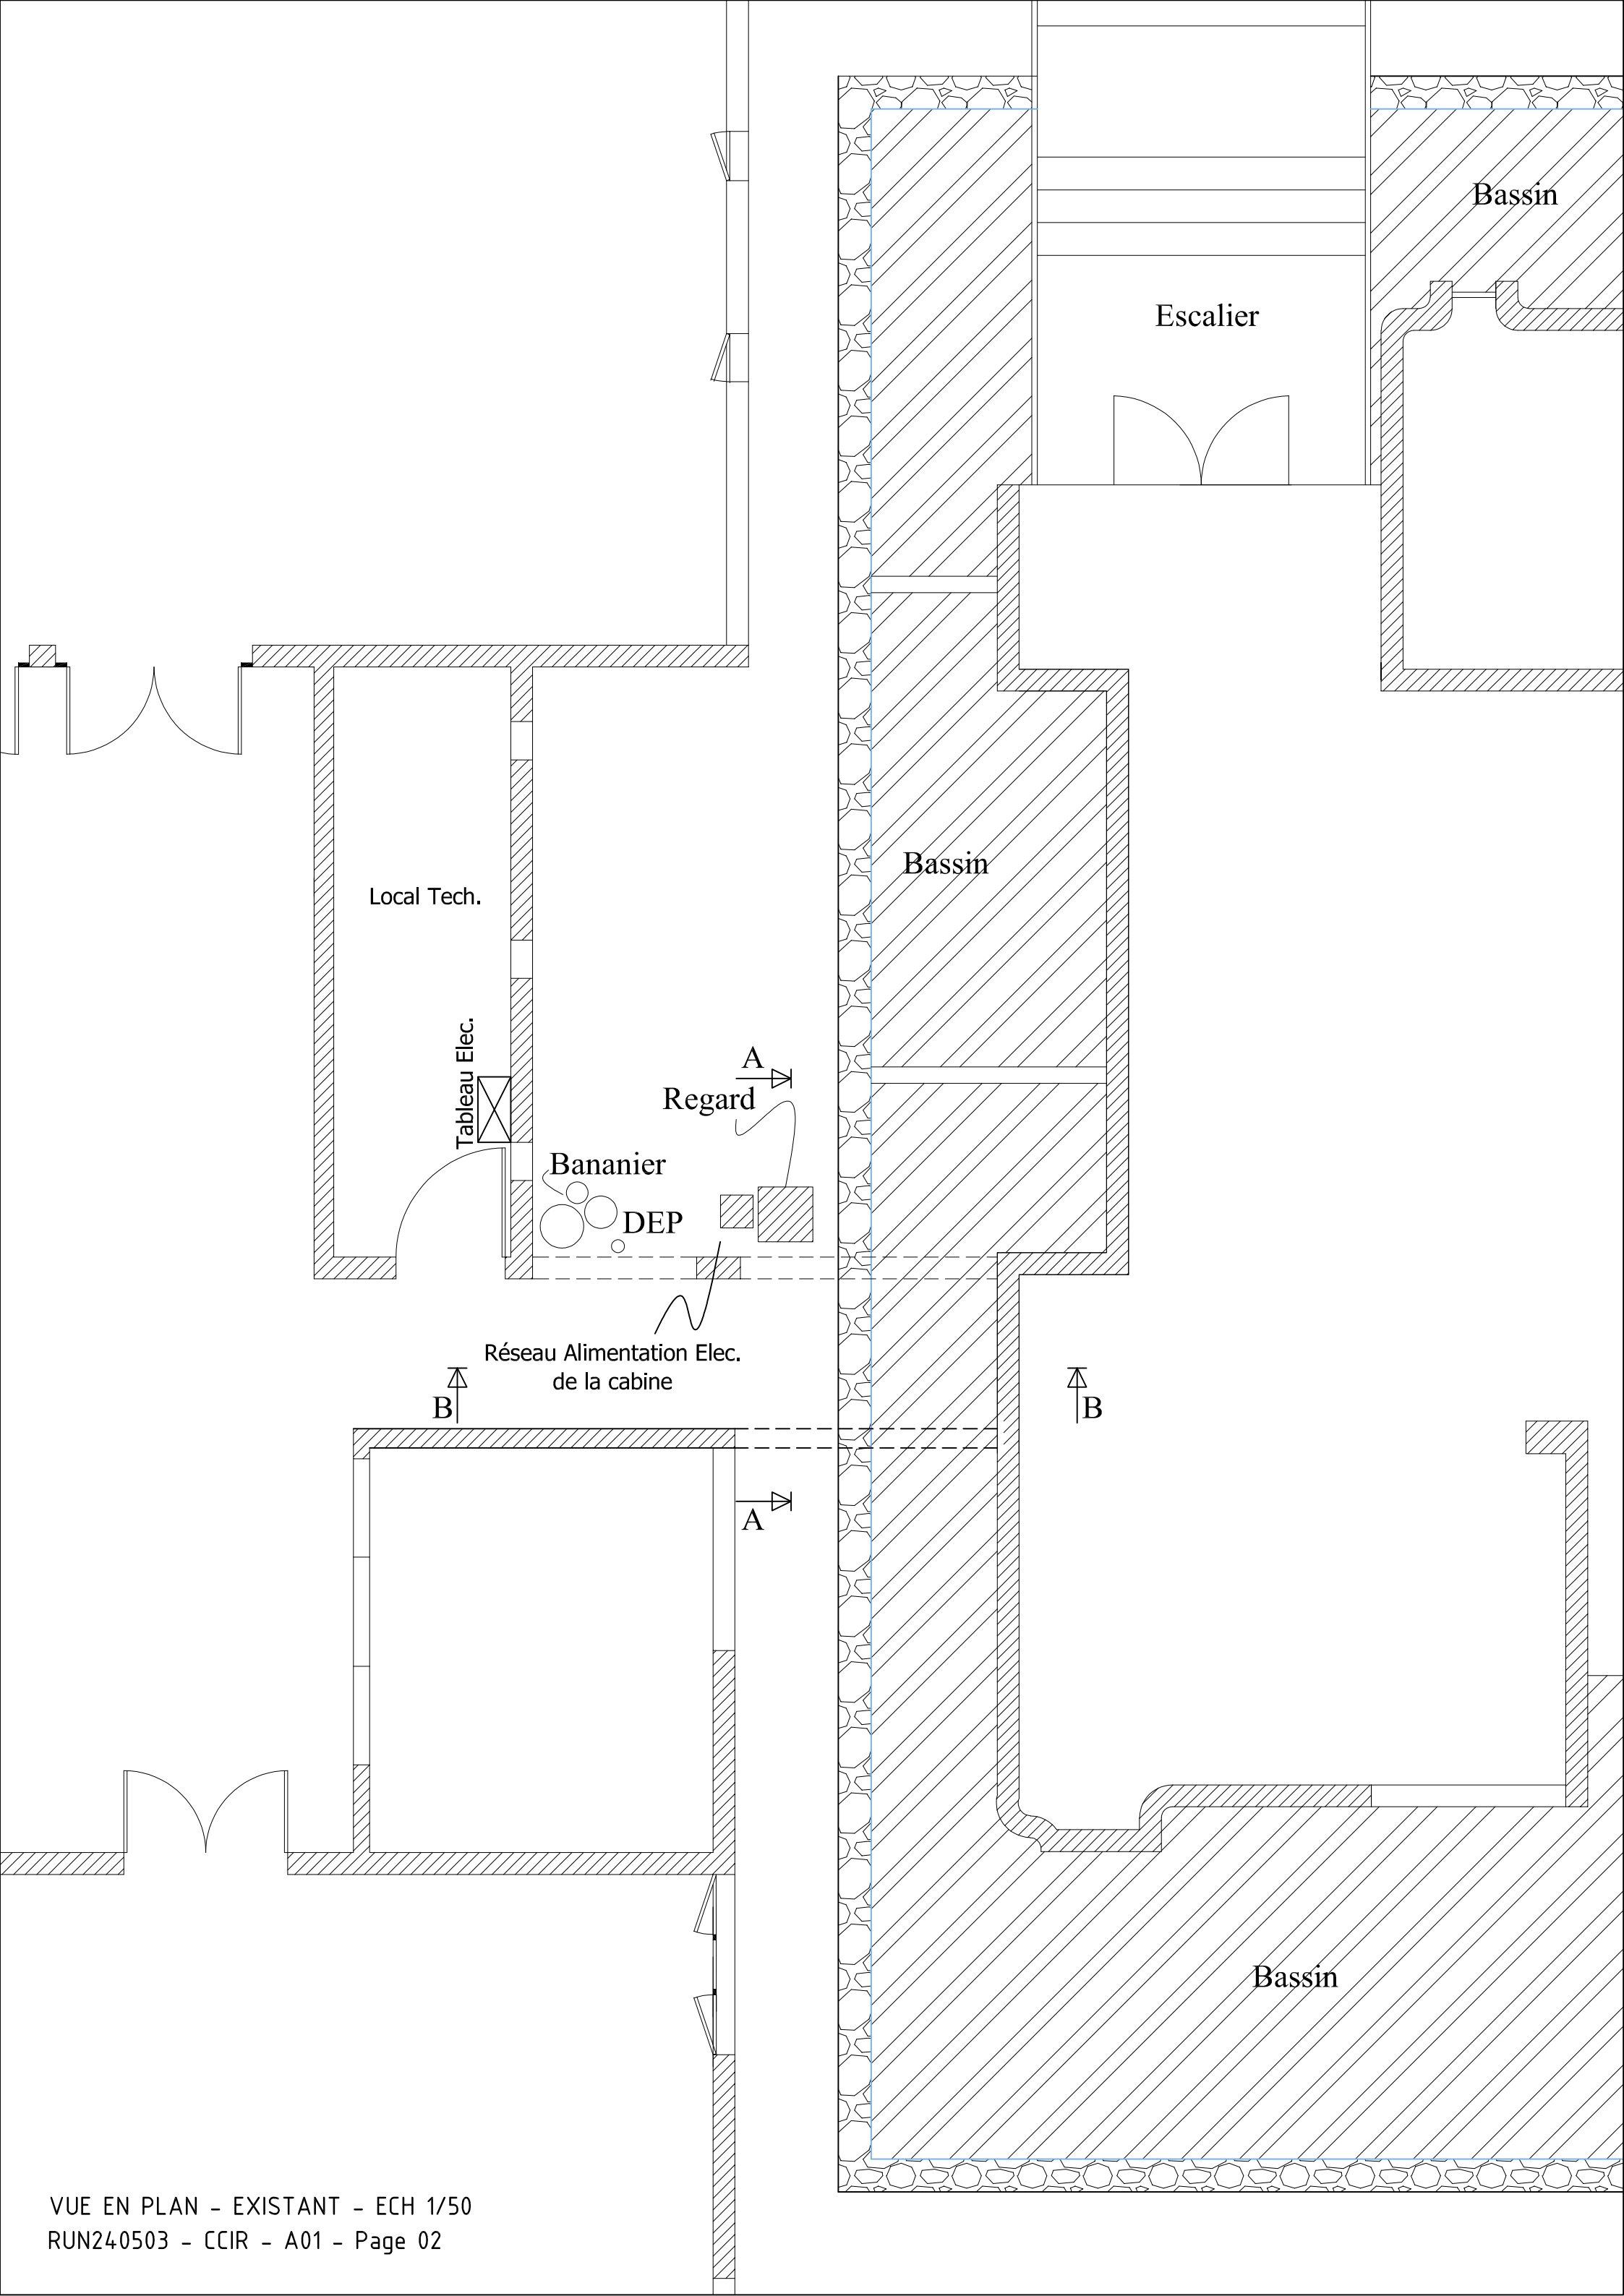 Bassin
Escalier
Bassin
Local Tech.
Tableau Elec.
A
Regard
Bananier
DEP
Réseau Alimentation Elec.
de la cabine
B
B
A
Bassin
VUE EN PLAN - EXISTANT - ECH 1/50
RUN240503 - CCIR - A01 - Page 02